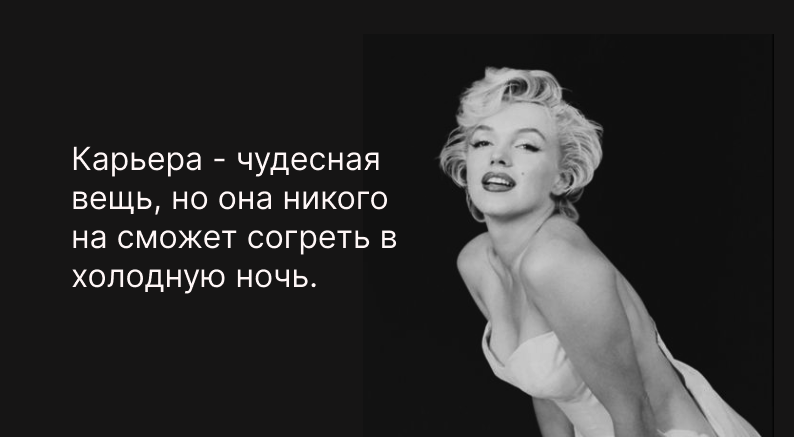 Карьера - чудесная
вещь, но она никого
на сможет согреть в
холодную ночь.